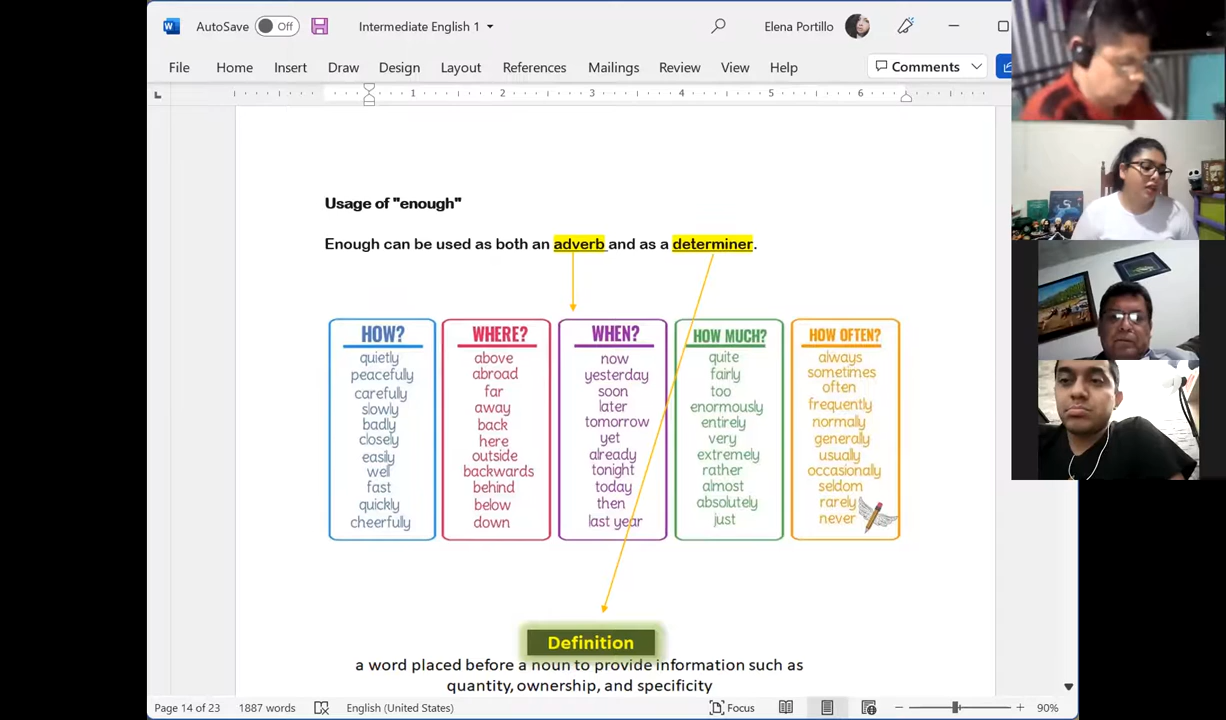 AutoSave Off Intermediate English 1 Elena Portillo
File Home Insert Draw Design Layout References Mailings Review View Help Comments
1 2 3 4 5 6
Usage of "enough"
Enough can be used as both an adverb and as a determiner.
HOW?
quietly
peacefully
carefully
slowly
badly
closely
easily
well
fast
quickly
cheerfully
WHERE?
above
abroad
far
away
back
here
outside
backwards
behind
below
down
WHEN?
now
yesterday
soon
later
tomorrow
yet
already
tonight
today
then
last year
HOW MUCH?
quite
fairly
too
enormously
entirely
very
extremely
rather
almost
absolutely
just
HOW OFTEN?
always
sometimes
often
frequently
normally
generally
usually
occasionally
seldom
rarely
never
Definition
a word placed before a noun to provide information such as
quantity, ownership, and specificity
Page 14 of 23 1887 words English (United States) Focus 90%